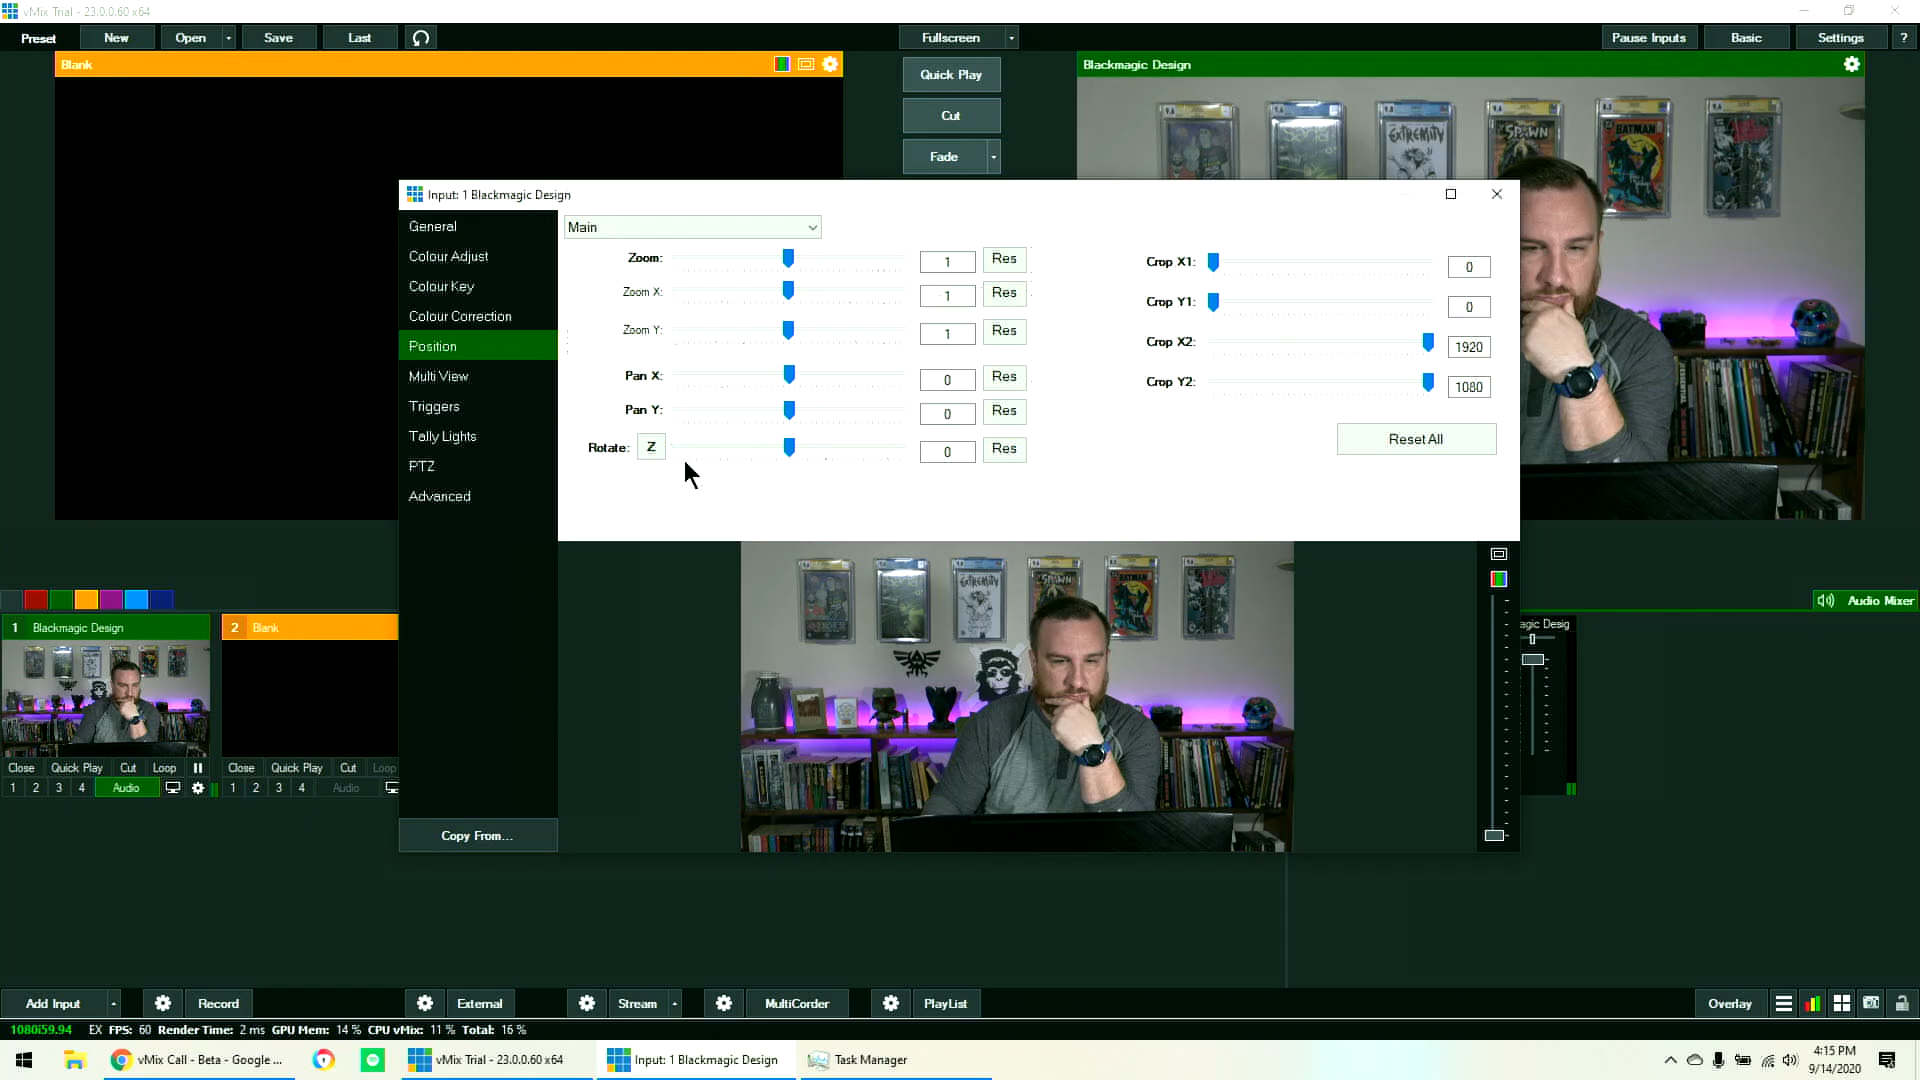 vMix Trial - 23.0.0.60 x64
Preset
New
Open
Save
Last
Fullscreen
Pause Inputs
Basic
Settings
?
Blank
Quick Play
Cut
Fade
Blackmagic Design
EXTREMITY
SPAWN
BATMAN
Input: 1 Blackmagic Design
General
Colour Adjust
Colour Key
Colour Correction
Position
Multi View
Triggers
Tally Lights
PTZ
Advanced
Copy From...
Main
Zoom:
1
Res
Zoom X:
1
Res
Zoom Y:
1
Res
Pan X:
0
Res
Pan Y:
0
Res
Rotate:
Z
0
Res
Crop X1:
0
Crop Y1:
0
Crop X2:
1920
Crop Y2:
1080
Reset All
EXTREMITY
SPAWN
BATMAN
Audio Mixer
agic Desig
1 Blackmagic Design
2 Blank
Close Quick Play Cut Loop
1 2 3 4 Audio
Close Quick Play Cut Loop
1 2 3 4 Audio
Add Input
Record
External
Stream
MultiCorder
PlayList
Overlay
1080i59.94 EX FPS: 60 Render Time: 2 ms GPU Mem: 14 % CPU vMix: 11 % Total: 16 %
vMix Call - Beta - Google ...
vMix Trial - 23.0.0.60 x64
Input: 1 Blackmagic Design
Task Manager
4:15 PM
9/14/2020